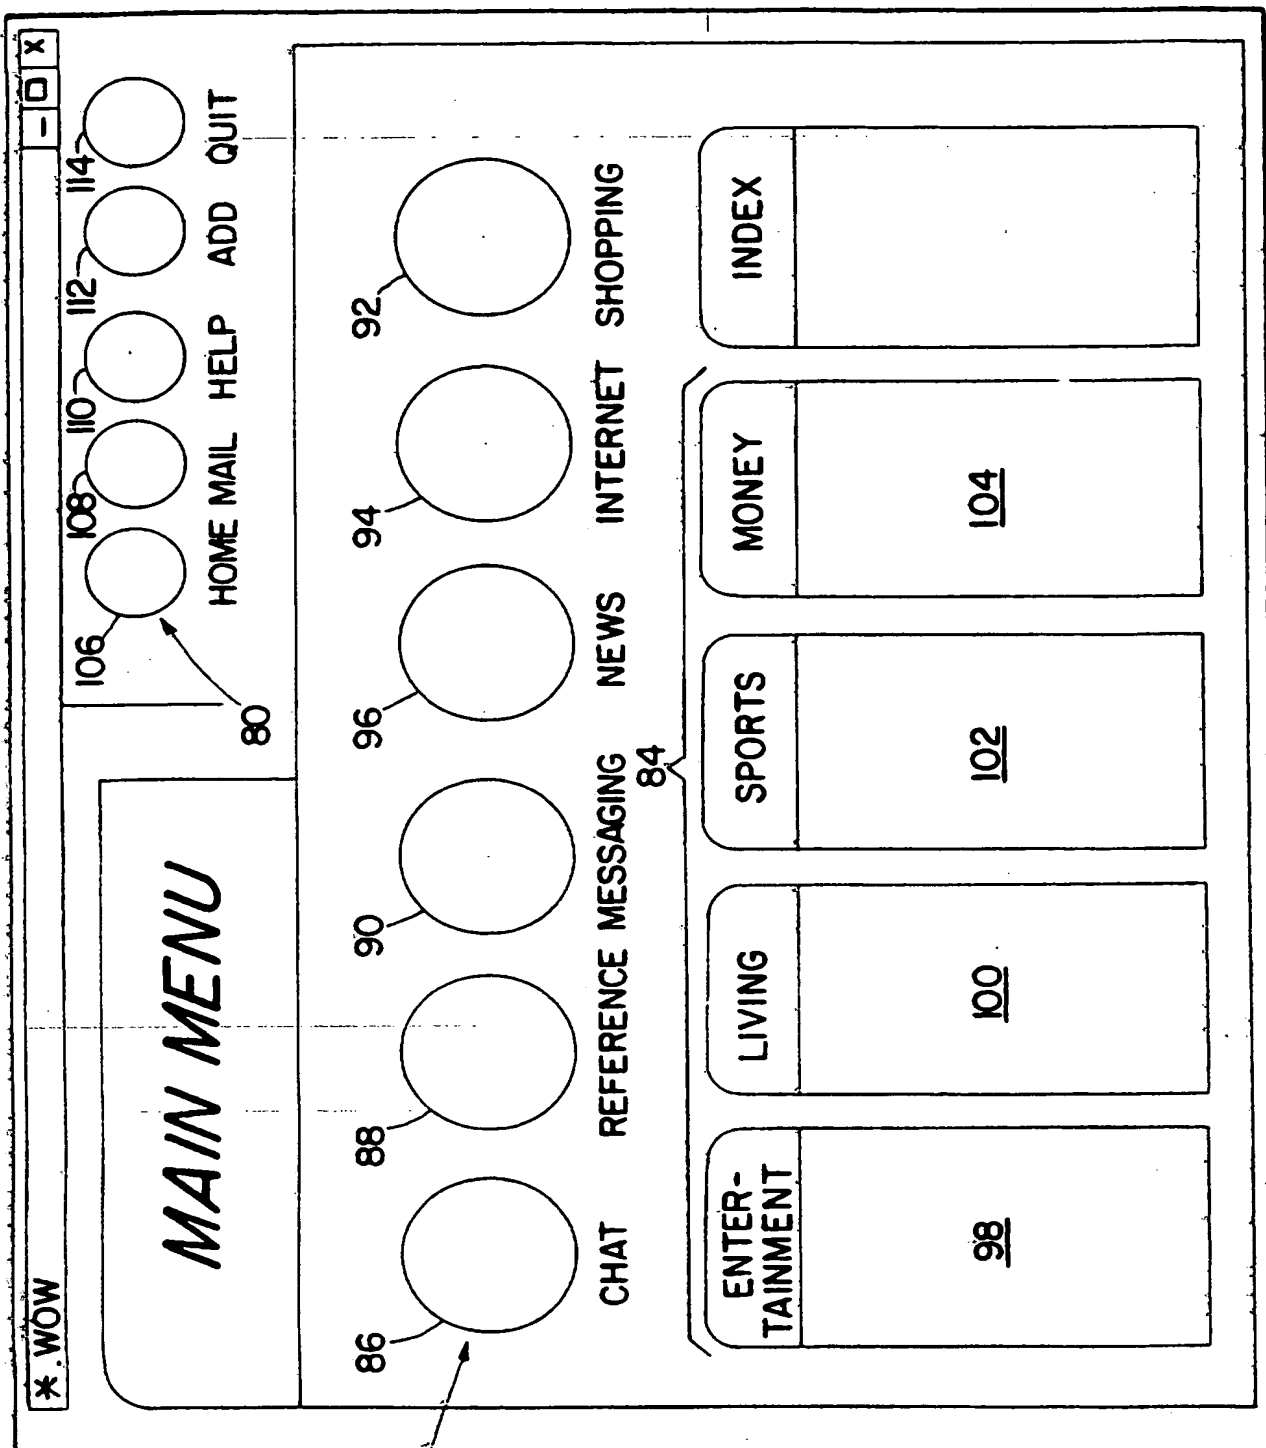 *.WOW
114
112
110
108
106
MAIN MENU
HOME MAIL HELP ADD QUIT
80
86
88
90
96
94
92
CHAT REFERENCE MESSAGING NEWS INTERNET SHOPPING
84
ENTER-
TAINMENT
LIVING
SPORTS
MONEY
INDEX
98
100
102
104